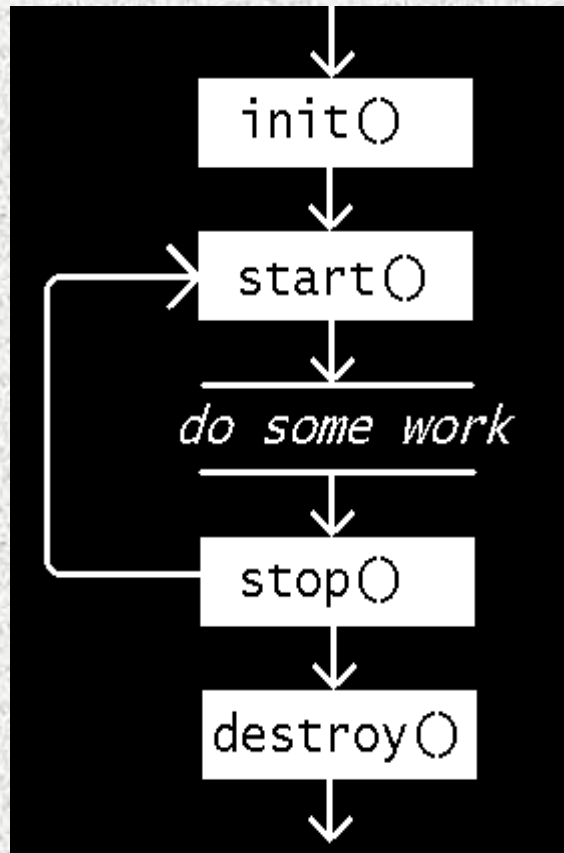 init()
start()
do some work
stop()
destroy()